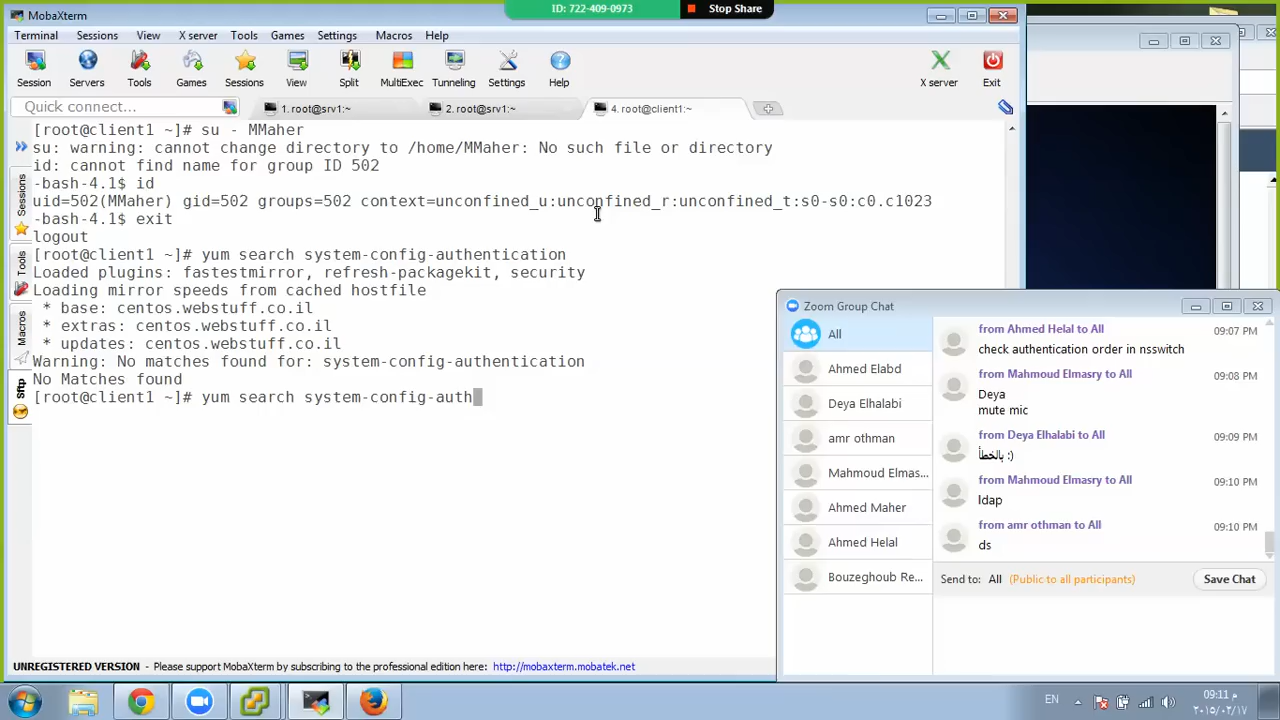 ID: 722-409-0973
Stop Share
MobaXterm
Terminal Sessions View X server Tools Games Settings Macros Help
Session Servers Tools Games Sessions View Split MultiExec Tunneling Settings Help X server Exit
Quick connect...
1. root@srv1:~
2. root@srv1:~
4. root@client1:~
Sessions
Tools
Macros
Sftp
[root@client1 ~]# su - MMaher
su: warning: cannot change directory to /home/MMaher: No such file or directory
id: cannot find name for group ID 502
-bash-4.1$ id
uid=502(MMaher) gid=502 groups=502 context=unconfined_u:unconfined_r:unconfined_t:s0-s0:c0.c1023
-bash-4.1$ exit
logout
[root@client1 ~]# yum search system-config-authentication
Loaded plugins: fastestmirror, refresh-packagekit, security
Loading mirror speeds from cached hostfile
* base: centos.webstuff.co.il
* extras: centos.webstuff.co.il
* updates: centos.webstuff.co.il
Warning: No matches found for: system-config-authentication
No Matches found
[root@client1 ~]# yum search system-config-auth
Zoom Group Chat
All
Ahmed Elabd
Deya Elhalabi
amr othman
Mahmoud Elmas...
Ahmed Maher
Ahmed Helal
Bouzeghoub Re...
from Ahmed Helal to All 09:07 PM
check authentication order in nsswitch
from Mahmoud Elmasry to All 09:08 PM
Deya
mute mic
from Deya Elhalabi to All 09:09 PM
بالخطأ :)
from Mahmoud Elmasry to All 09:10 PM
ldap
from amr othman to All 09:10 PM
ds
Send to: All (Public to all participants)
Save Chat
UNREGISTERED VERSION - Please support MobaXterm by subscribing to the professional edition here: http://mobaxterm.mobatek.net
EN
09:11 م
٢٠١٥/٠٢/١٧